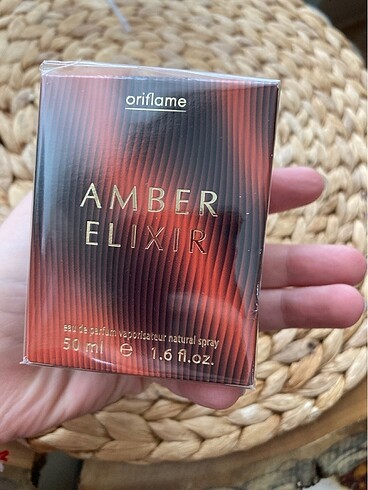 oriflame
AMBER
ELIXIR
eau de parfum vaporisateur natural spray
50 ml ℮ 1.6 fl.oz.